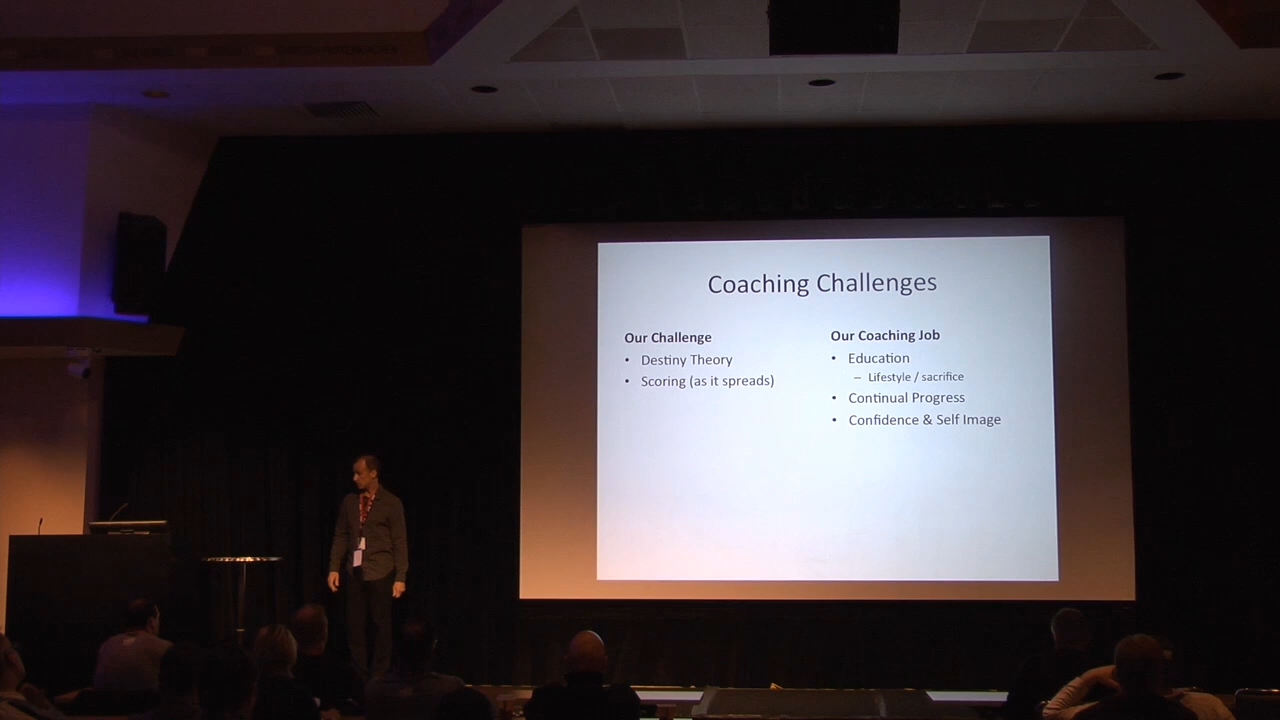 Coaching Challenges
Our Challenge
• Destiny Theory
• Scoring (as it spreads)
Our Coaching Job
• Education
– Lifestyle / sacrifice
• Continual Progress
• Confidence & Self Image